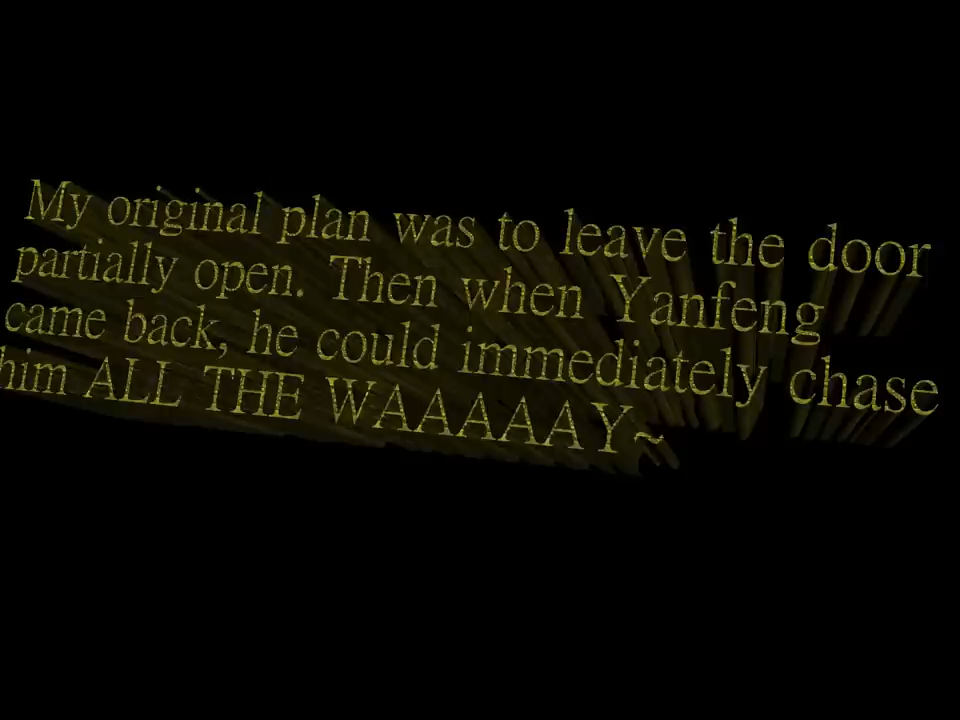 My original plan was to leave the door
partially open. Then when Yanfeng
came back, he could immediately chase
him ALL THE WAAAAAY~